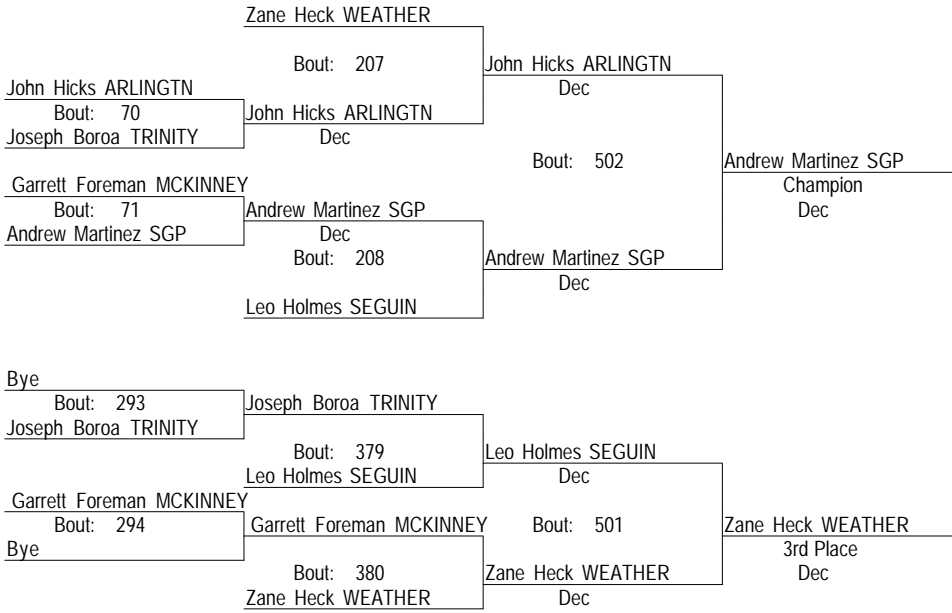 Zane Heck WEATHER
Bout: 207
John Hicks ARLINGTN
Dec
John Hicks ARLINGTN
Bout: 70
Joseph Boroa TRINITY
John Hicks ARLINGTN
Dec
Bout: 502
Andrew Martinez SGP
Champion
Dec
Garrett Foreman MCKINNEY
Bout: 71
Andrew Martinez SGP
Andrew Martinez SGP
Dec
Bout: 208
Andrew Martinez SGP
Dec
Leo Holmes SEGUIN
Bye
Bout: 293
Joseph Boroa TRINITY
Joseph Boroa TRINITY
Bout: 379
Leo Holmes SEGUIN
Leo Holmes SEGUIN
Dec
Garrett Foreman MCKINNEY
Bout: 294
Bye
Garrett Foreman MCKINNEY
Bout: 501
Zane Heck WEATHER
3rd Place
Dec
Bout: 380
Zane Heck WEATHER
Zane Heck WEATHER
Dec